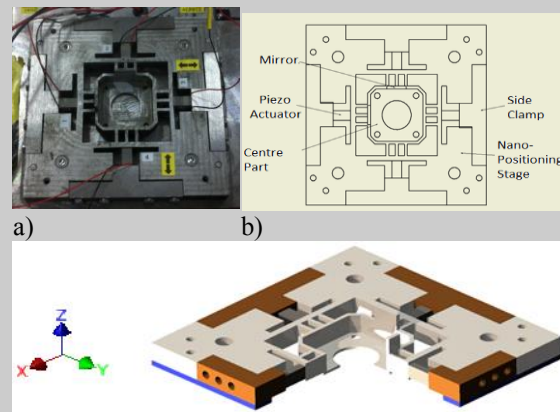 Mirror
Piezo
Actuator
Centre
Part
Side
Clamp
Nano-
Positioning
Stage
a)
b)
Z
X
Y